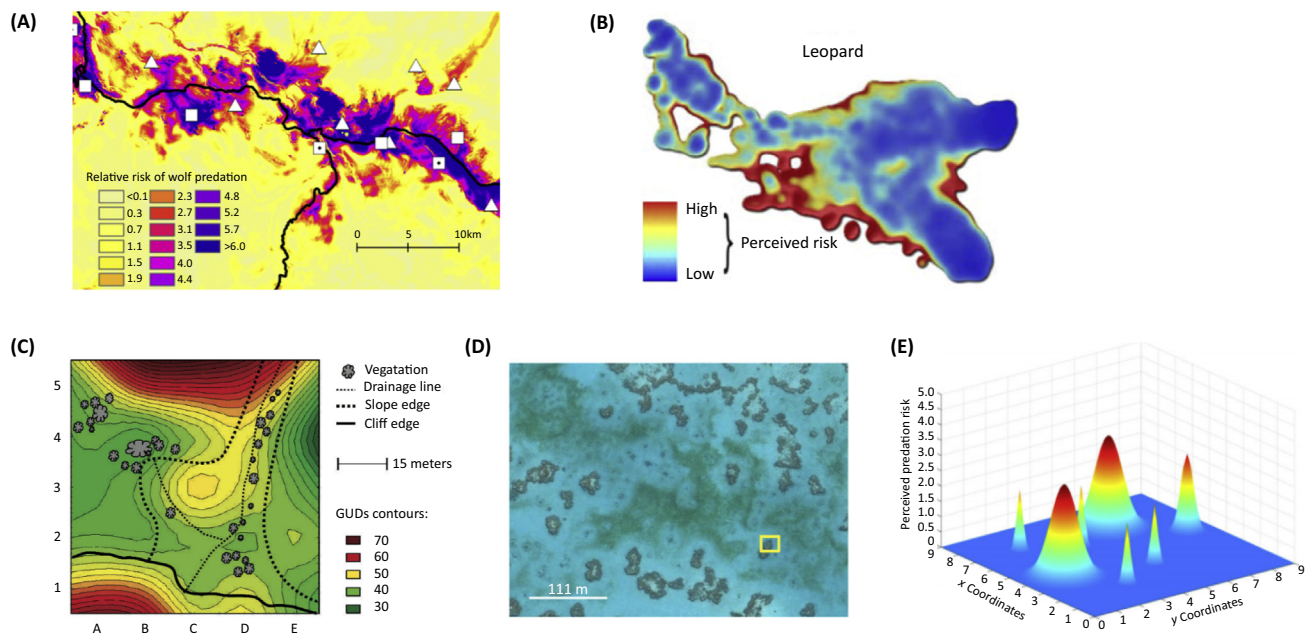 (A)
Relative risk of wolf predation
<0.1 2.3 4.8
0.3 2.7 5.2
0.7 3.1 5.7
1.1 3.5 >6.0
1.5 4.0
1.9 4.4
0 5 10km
(B)
Leopard
High
Perceived risk
Low
(C)
5
4
3
2
1
A B C D E
Vegatation
Drainage line
Slope edge
Cliff edge
15 meters
GUDs contours:
70
60
50
40
30
(D)
111 m
(E)
Perceived predation risk
5.0
4.5
4.0
3.5
3.0
2.5
2.0
1.5
1.0
0.5
0
9 8 7 6 5 4 3 2 1 0
x Coordinates
0 1 2 3 4 5 6 7 8 9
y Coordinates